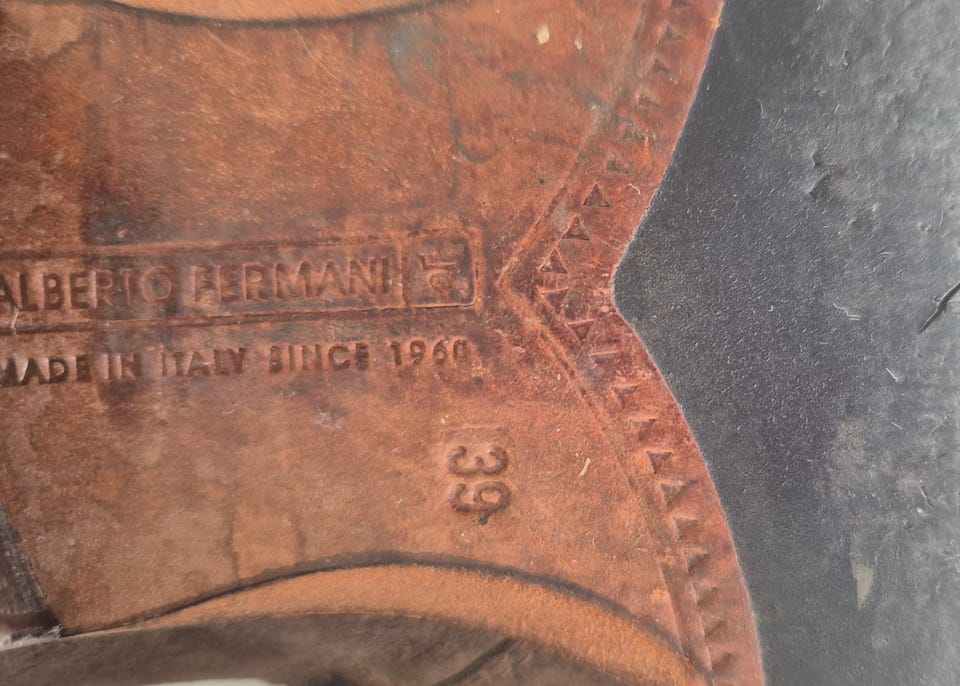 ALBERTO FERMANI
MADE IN ITALY SINCE 1960
39